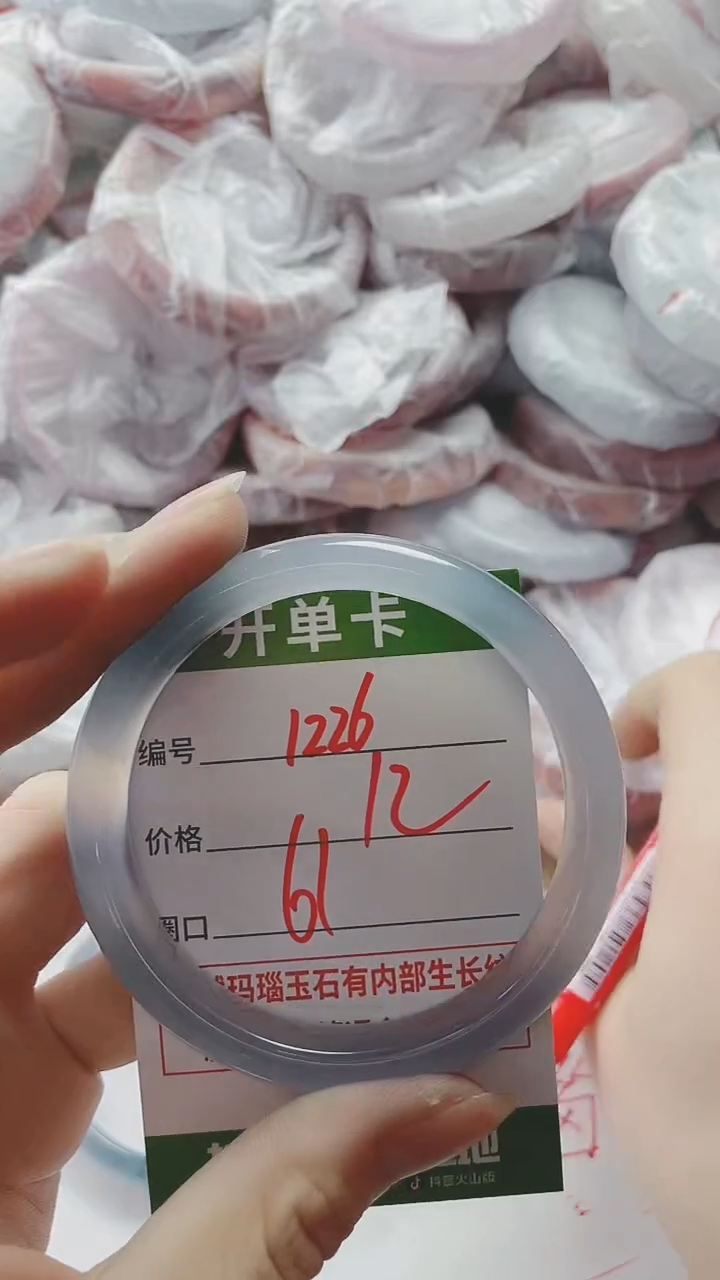 开单卡
编号 1226
价格 12
圈口 61
玛瑙玉石有内部生长纹
抖音火山版